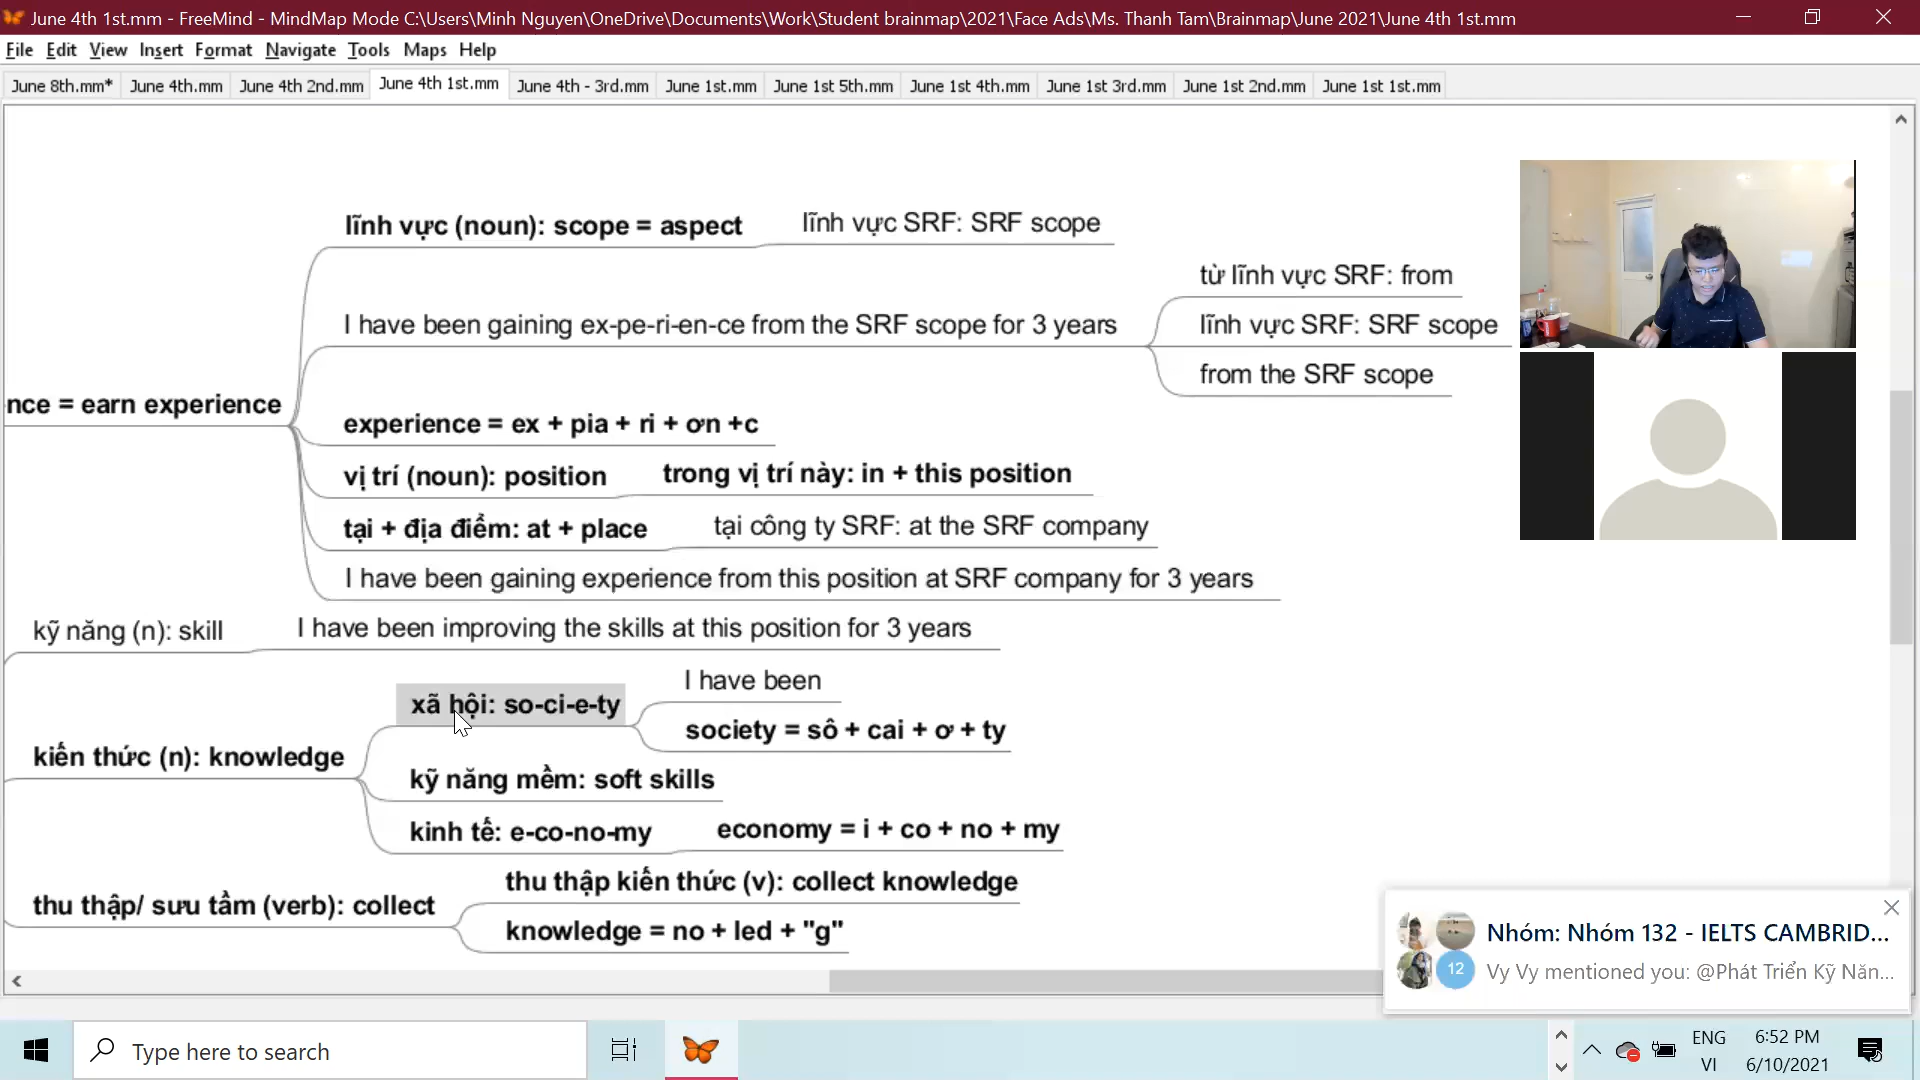 June 4th 1st.mm - FreeMind - MindMap Mode C:\Users\Minh Nguyen\OneDrive\Documents\Work\Student brainmap\2021\Face Ads\Ms. Thanh Tam\Brainmap\June 2021\June 4th 1st.mm
File Edit View Insert Format Navigate Tools Maps Help
June 8th.mm* June 4th.mm June 4th 2nd.mm June 4th 1st.mm June 4th - 3rd.mm June 1st.mm June 1st 5th.mm June 1st 4th.mm June 1st 3rd.mm June 1st 2nd.mm June 1st 1st.mm
lĩnh vực (noun): scope = aspect
lĩnh vực SRF: SRF scope
từ lĩnh vực SRF: from
I have been gaining ex-pe-ri-en-ce from the SRF scope for 3 years
lĩnh vực SRF: SRF scope
from the SRF scope
nce = earn experience
experience = ex + pia + ri + ơn +c
vị trí (noun): position
trong vị trí này: in + this position
tại + địa điểm: at + place
tại công ty SRF: at the SRF company
I have been gaining experience from this position at SRF company for 3 years
kỹ năng (n): skill
I have been improving the skills at this position for 3 years
I have been
xã hội: so-ci-e-ty
society = sô + cai + ơ + ty
kiến thức (n): knowledge
kỹ năng mềm: soft skills
kinh tế: e-co-no-my
economy = i + co + no + my
thu thập kiến thức (v): collect knowledge
thu thập/ sưu tầm (verb): collect
knowledge = no + led + "g"
Nhóm: Nhóm 132 - IELTS CAMBRID...
12
Vy Vy mentioned you: @Phát Triển Kỹ Năn...
Type here to search
ENG
VI
6:52 PM
6/10/2021